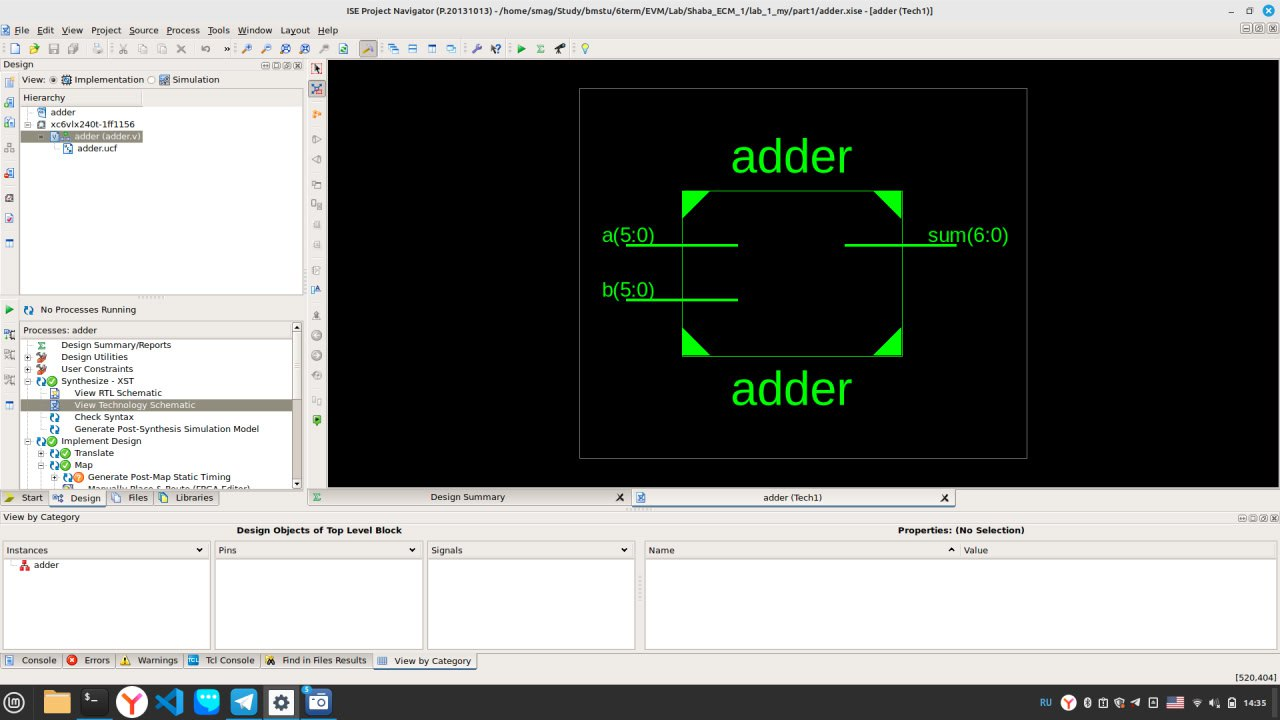 ISE Project Navigator (P.20131013) - /home/smag/Study/bmstu/6term/EVM/Lab/Shaba_ECM_1/lab_1_my/part1/adder.xise - [adder (Tech1)]
File Edit View Project Source Process Tools Window Layout Help
Design
View: Implementation Simulation
Hierarchy
adder
xc6vlx240t-1ff1156
adder (adder.v)
adder.ucf
No Processes Running
Processes: adder
Design Summary/Reports
Design Utilities
User Constraints
Synthesize - XST
View RTL Schematic
View Technology Schematic
Check Syntax
Generate Post-Synthesis Simulation Model
Implement Design
Translate
Map
Generate Post-Map Static Timing
Manually Place & Route (FPGA Editor)
Start Design Files Libraries
adder
a(5:0) sum(6:0)
b(5:0)
adder
Design Summary adder (Tech1)
View by Category
Design Objects of Top Level Block Properties: (No Selection)
Instances Pins Signals Name Value
adder
Console Errors Warnings Tcl Console Find in Files Results View by Category
[520,404]
RU 14:35